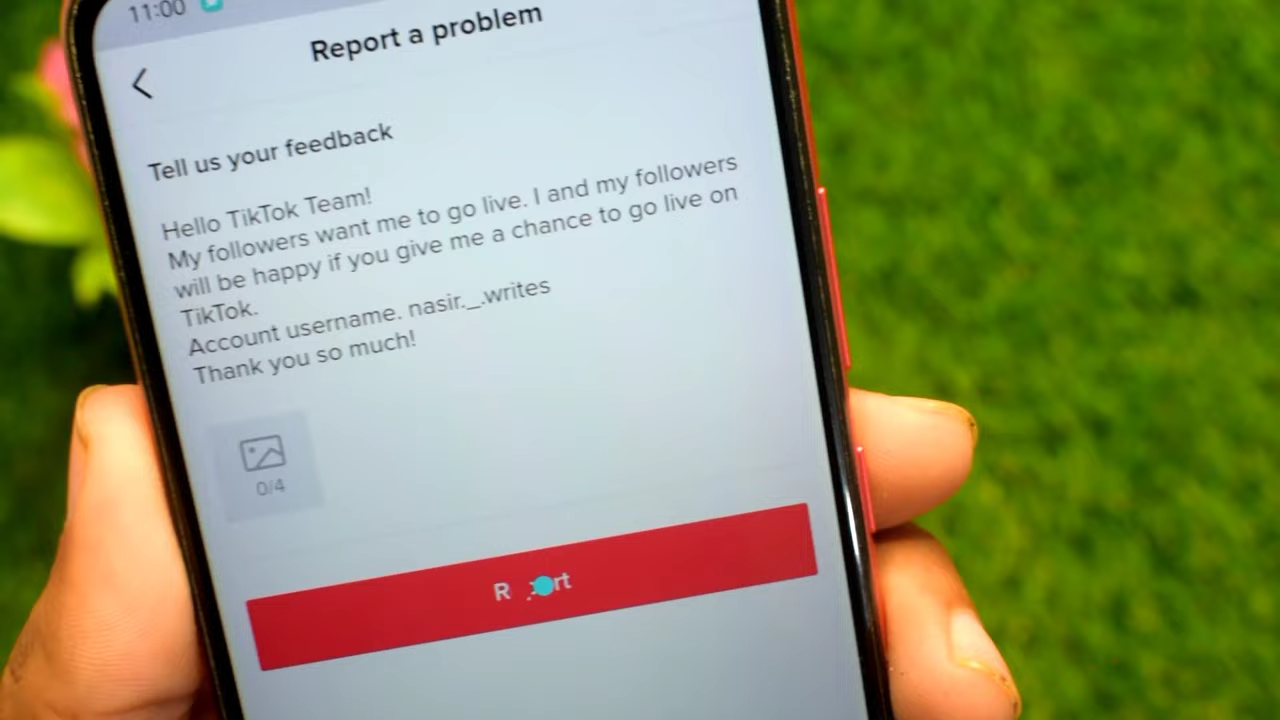 11:00
Report a problem
Tell us your feedback
Hello TikTok Team!
My followers want me to go live. I and my followers
will be happy if you give me a chance to go live on
TikTok.
Account username. nasir._.writes
Thank you so much!
0/4